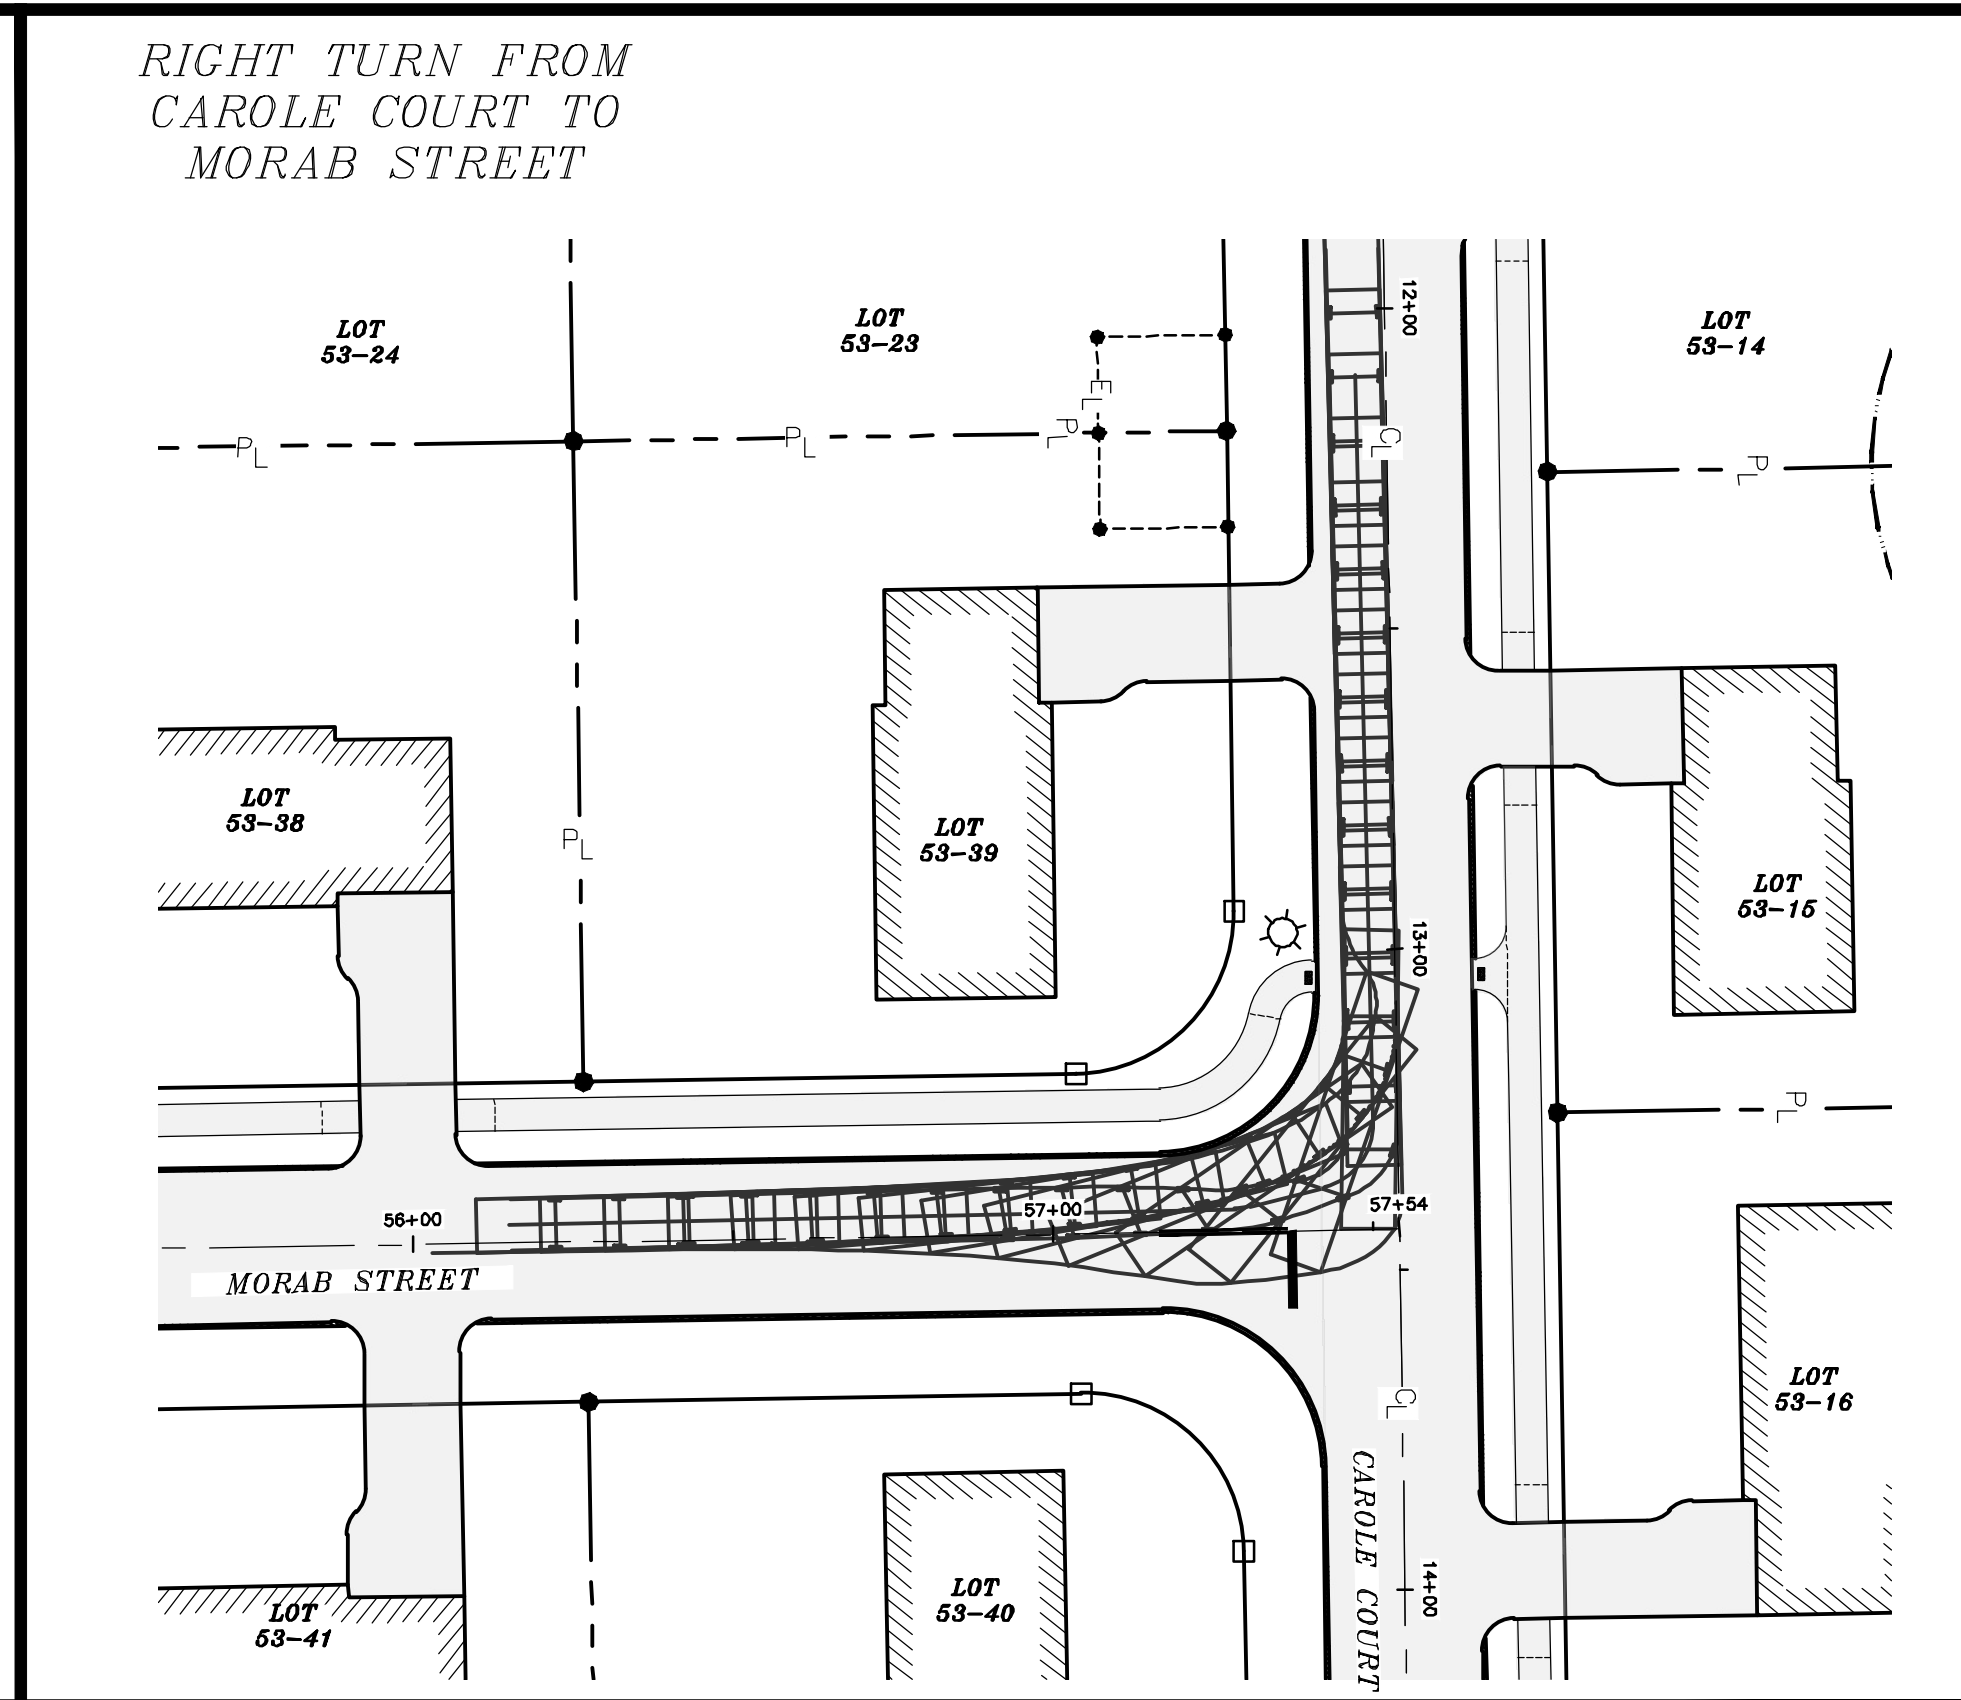 RIGHT TURN FROM
CAROLE COURT TO
MORAB STREET
12+00
LOT
53-24
LOT
53-23
LOT
53-14
EL
PL
PL
PL
CL
PL
LOT
53-38
LOT
53-39
PL
LOT
53-15
13+00
PL
56+00
57+00
57+54
MORAB STREET
LOT
53-16
CL
CAROLE COURT
14+00
LOT
53-40
LOT
53-41